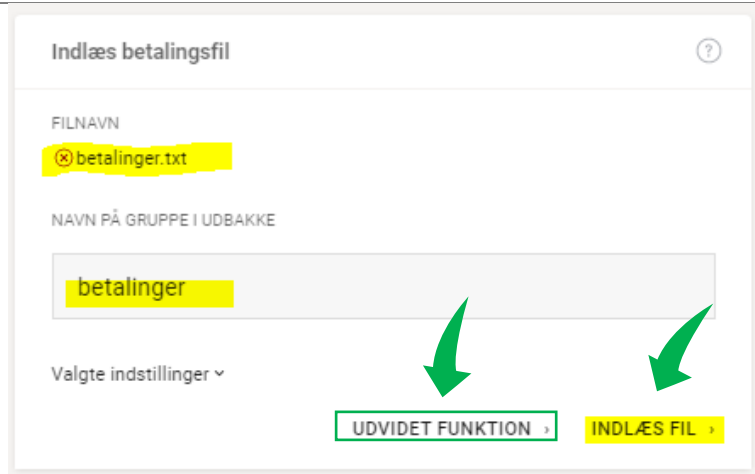 Indlæs betalingsfil
?
FILNAVN
betalinger.txt
NAVN PÅ GRUPPE I UDBAKKE
betalinger
Valgte indstillinger
UDVIDET FUNKTION › INDLÆS FIL ›